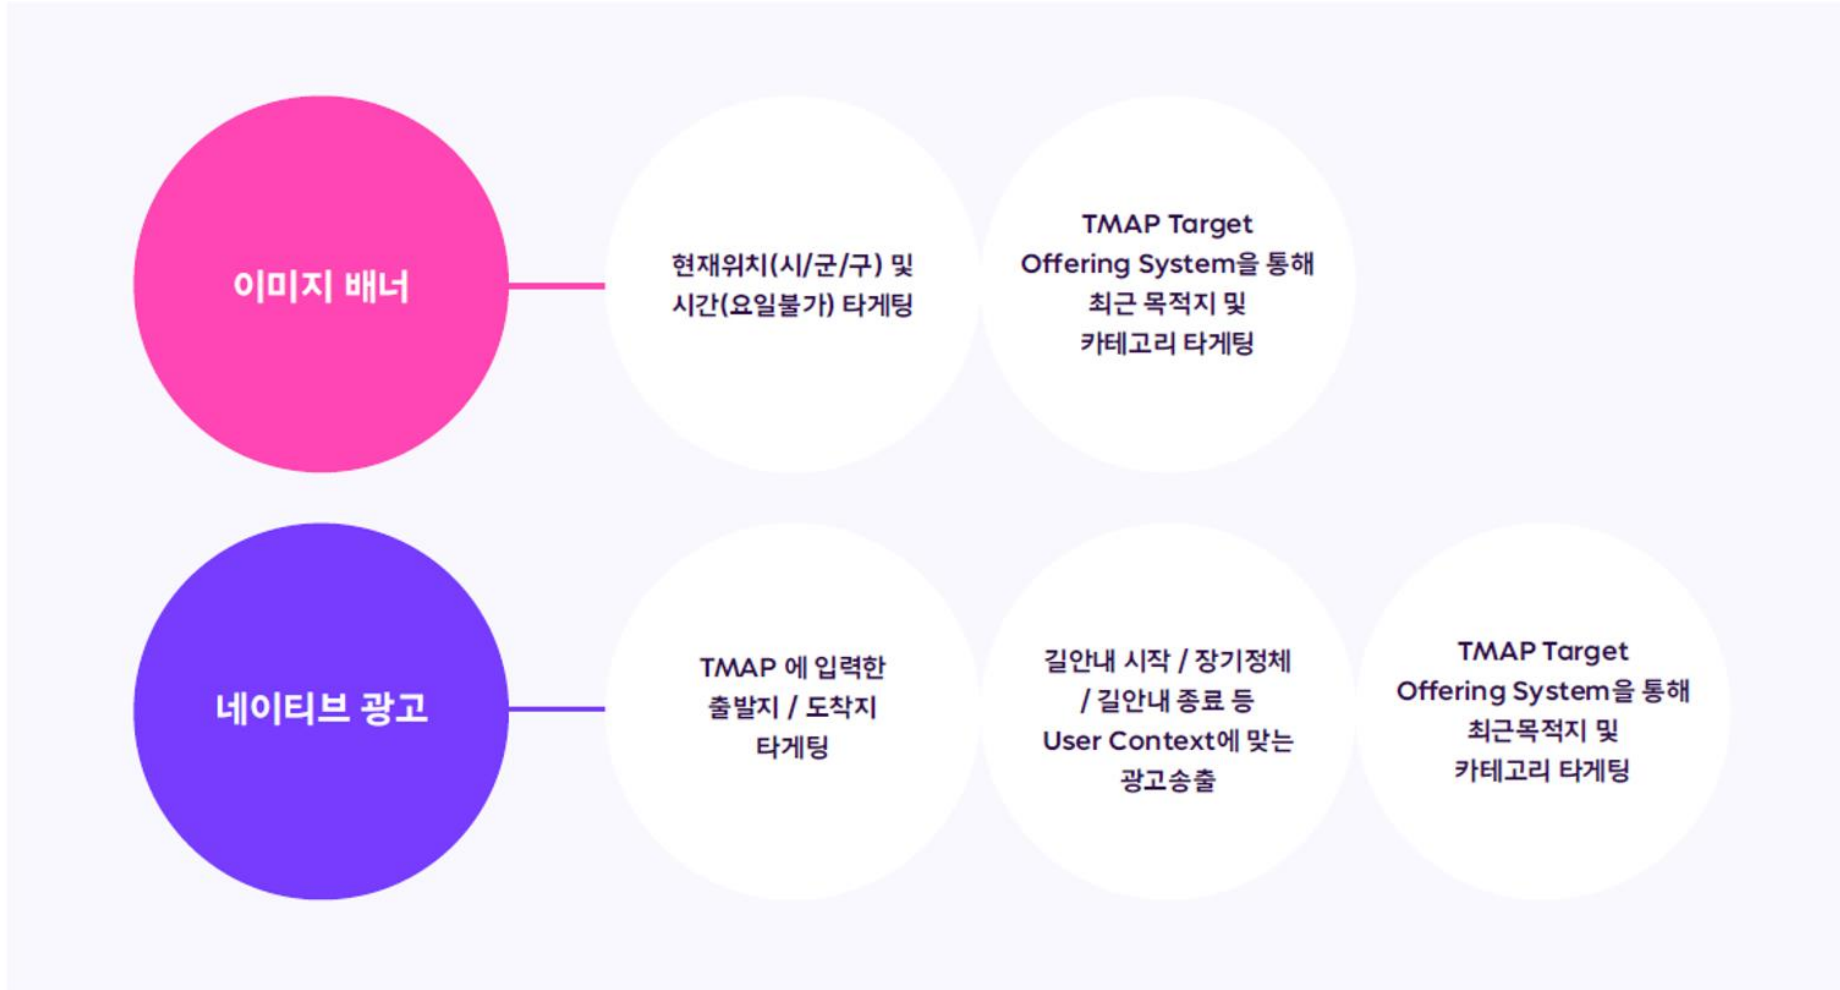 이미지 배너
현재위치(시/군/구) 및
시간(요일불가) 타게팅
TMAP Target
Offering System을 통해
최근 목적지 및
카테고리 타게팅
네이티브 광고
TMAP 에 입력한
출발지 / 도착지
타게팅
길안내 시작 / 장기정체
/ 길안내 종료 등
User Context에 맞는
광고송출
TMAP Target
Offering System을 통해
최근목적지 및
카테고리 타게팅